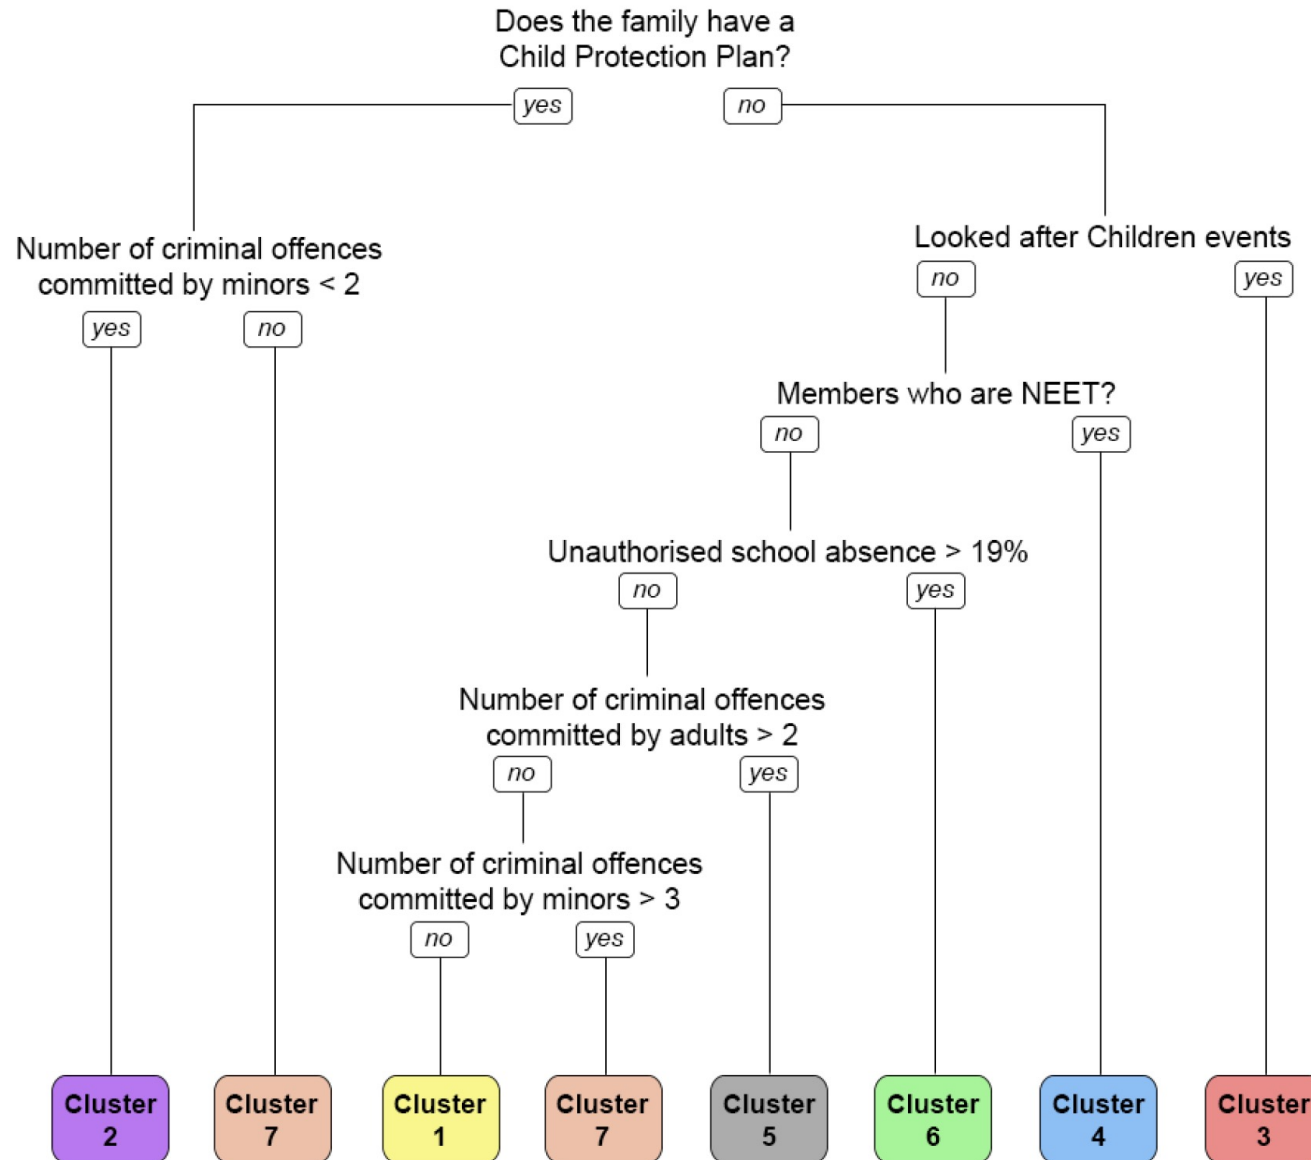 Does the family have a
Child Protection Plan?
yes
no
Number of criminal offences
committed by minors < 2
yes
no
Looked after Children events
no
yes
Members who are NEET?
no
yes
Unauthorised school absence > 19%
no
yes
Number of criminal offences
committed by adults > 2
no
yes
Number of criminal offences
committed by minors > 3
no
yes
Cluster
2
Cluster
7
Cluster
1
Cluster
7
Cluster
5
Cluster
6
Cluster
4
Cluster
3